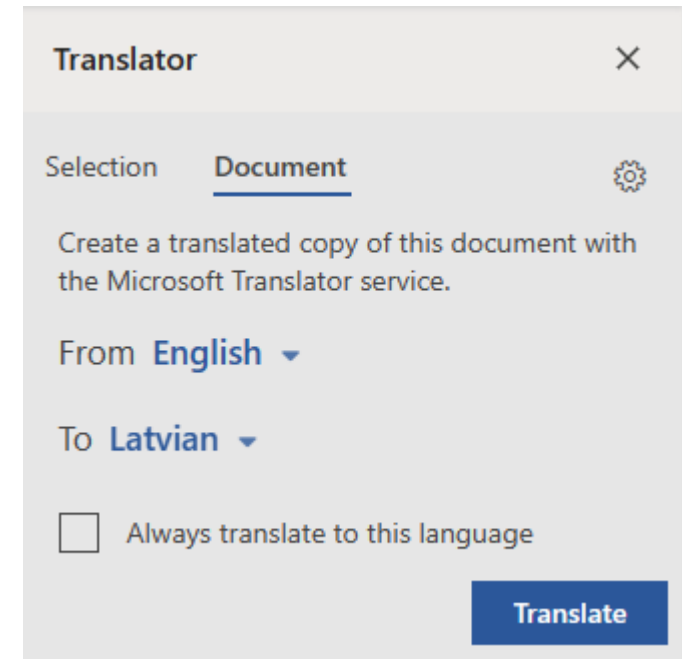 Translator
Selection Document
Create a translated copy of this document with
the Microsoft Translator service.
From English
To Latvian
Always translate to this language
Translate